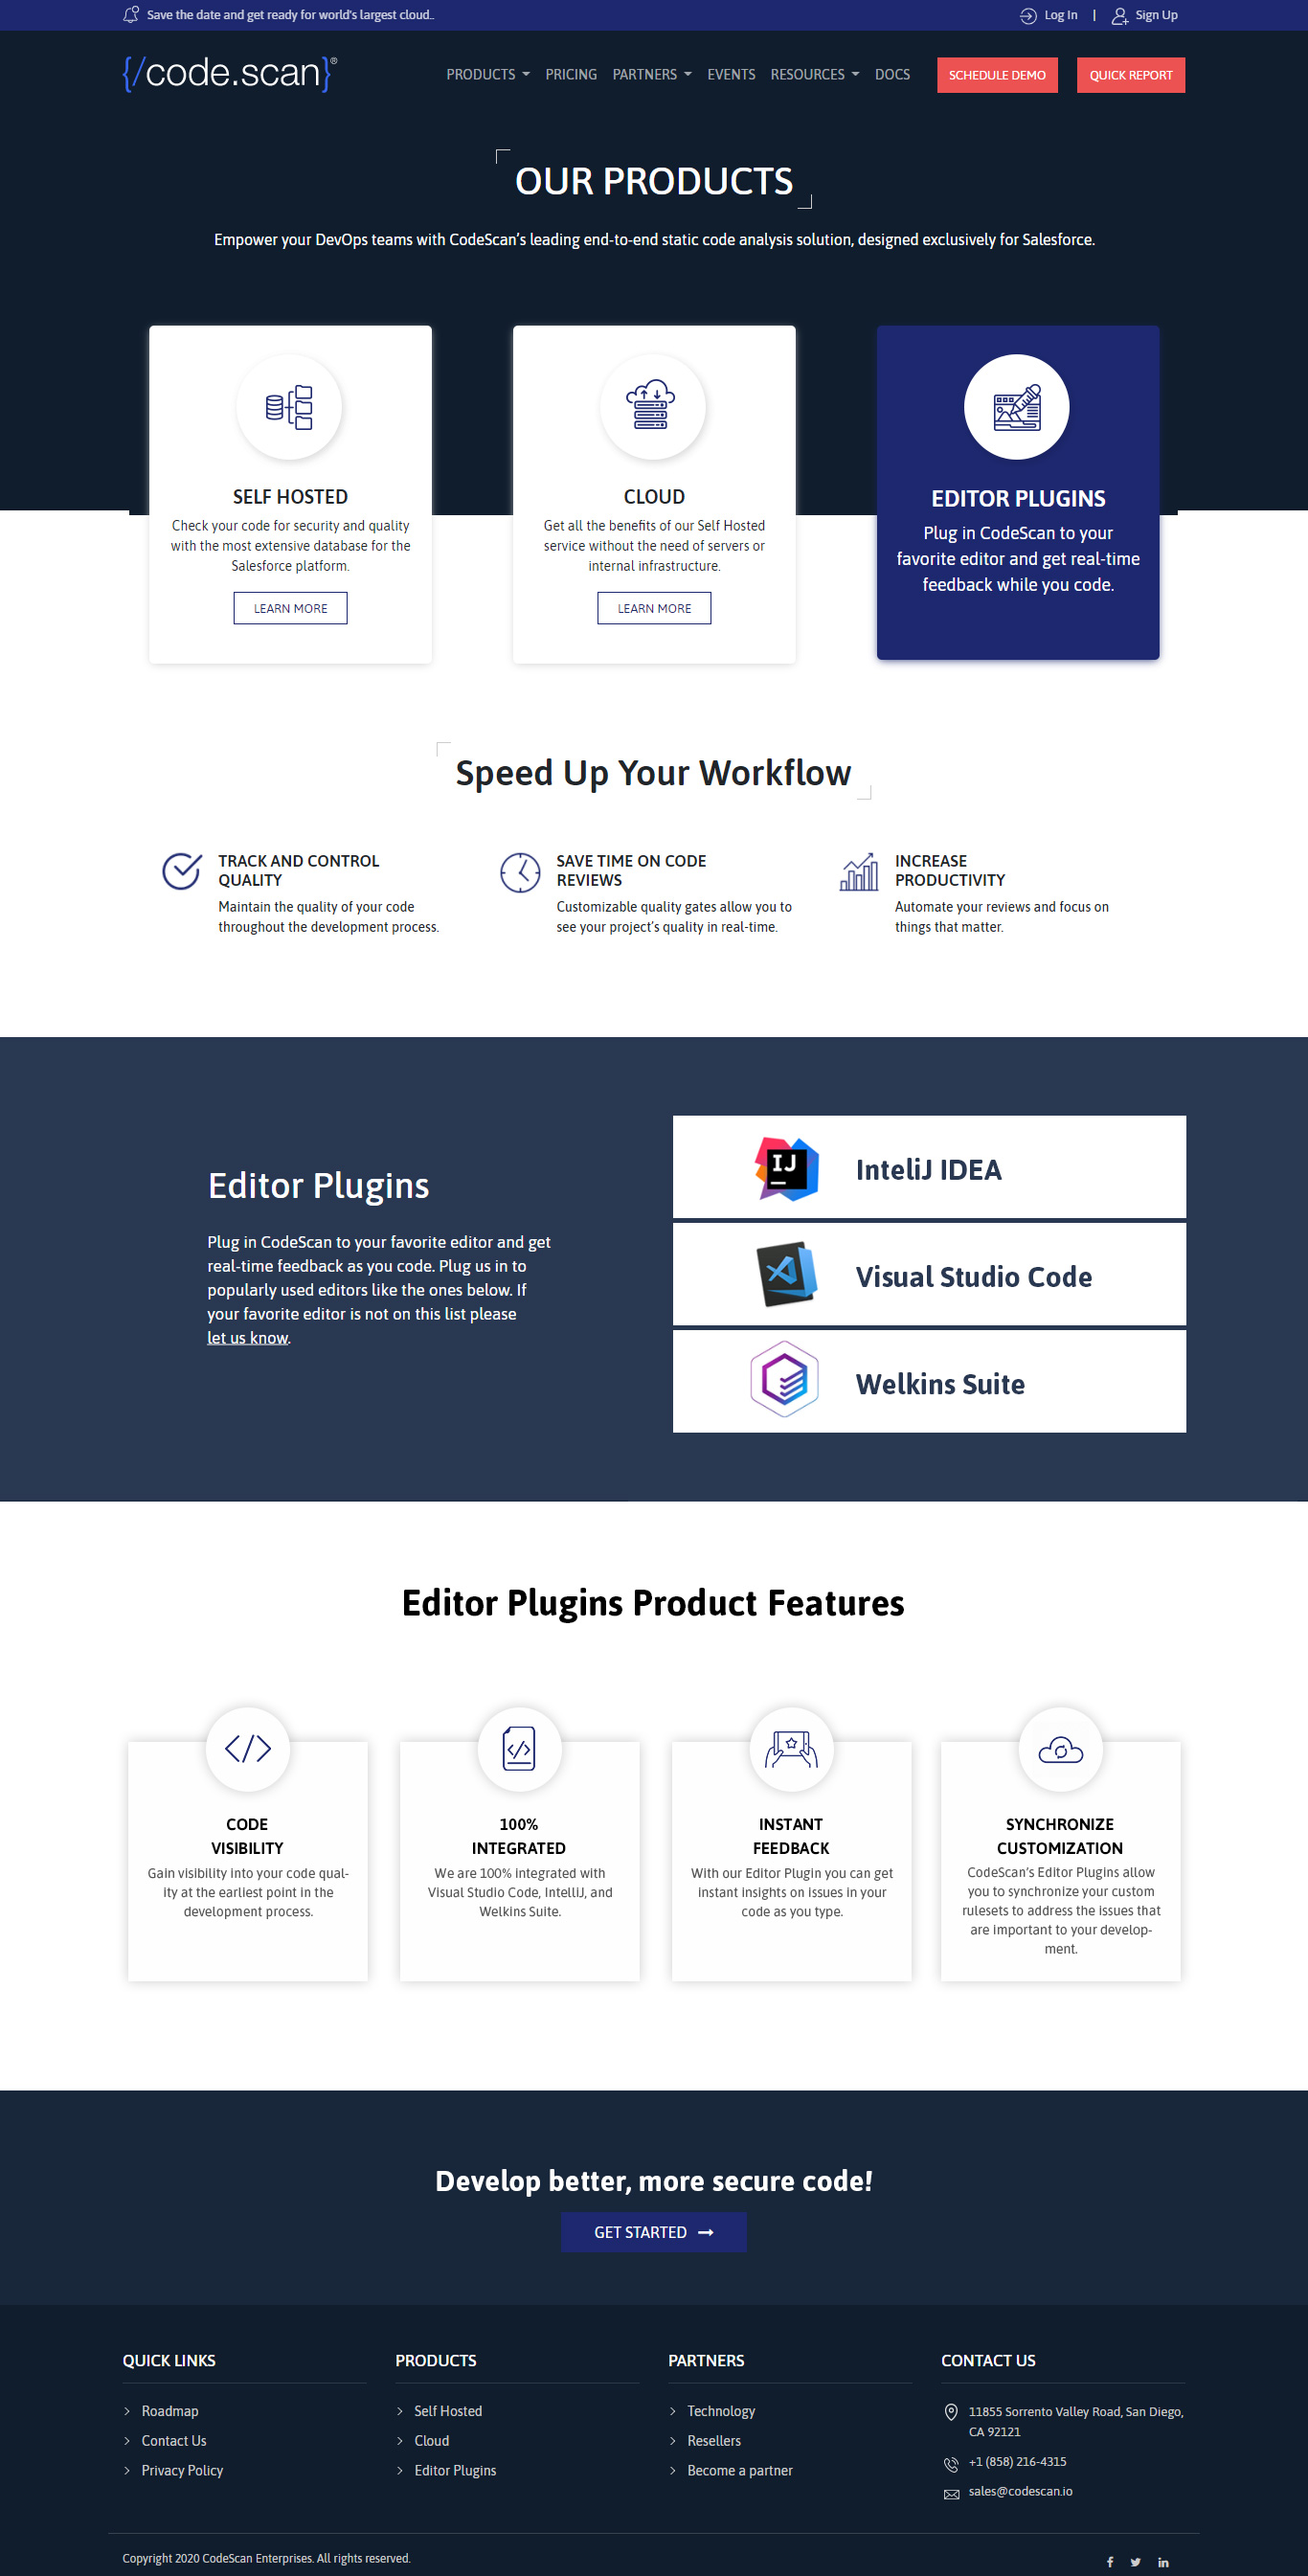 Save the date and get ready for world's largest cloud..
Log In | Sign Up
{/code.scan}®
PRODUCTS PRICING PARTNERS EVENTS RESOURCES DOCS SCHEDULE DEMO QUICK REPORT
OUR PRODUCTS
Empower your DevOps teams with CodeScan’s leading end-to-end static code analysis solution, designed exclusively for Salesforce.
SELF HOSTED
Check your code for security and quality
with the most extensive database for the
Salesforce platform.
LEARN MORE
CLOUD
Get all the benefits of our Self Hosted
service without the need of servers or
internal infrastructure.
LEARN MORE
EDITOR PLUGINS
Plug in CodeScan to your
favorite editor and get real-time
feedback while you code.
Speed Up Your Workflow
TRACK AND CONTROL
QUALITY
Maintain the quality of your code
throughout the development process.
SAVE TIME ON CODE
REVIEWS
Customizable quality gates allow you to
see your project’s quality in real-time.
INCREASE
PRODUCTIVITY
Automate your reviews and focus on
things that matter.
Editor Plugins
Plug in CodeScan to your favorite editor and get
real-time feedback as you code. Plug us in to
popularly used editors like the ones below. If
your favorite editor is not on this list please
let us know.
IJ
InteliJ IDEA
Visual Studio Code
Welkins Suite
Editor Plugins Product Features
CODE
VISIBILITY
Gain visibility into your code qual-
ity at the earliest point in the
development process.
100%
INTEGRATED
We are 100% integrated with
Visual Studio Code, IntelliJ, and
Welkins Suite.
INSTANT
FEEDBACK
With our Editor Plugin you can get
instant insights on issues in your
code as you type.
SYNCHRONIZE
CUSTOMIZATION
CodeScan’s Editor Plugins allow
you to synchronize your custom
rulesets to address the issues that
are important to your develop-
ment.
Develop better, more secure code!
GET STARTED
QUICK LINKS
Roadmap
Contact Us
Privacy Policy
PRODUCTS
Self Hosted
Cloud
Editor Plugins
PARTNERS
Technology
Resellers
Become a partner
CONTACT US
11855 Sorrento Valley Road, San Diego,
CA 92121
+1 (858) 216-4315
sales@codescan.io
Copyright 2020 CodeScan Enterprises. All rights reserved.